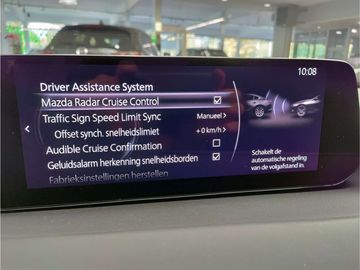 10:08
Driver Assistance System
Mazda Radar Cruise Control
Traffic Sign Speed Limit Sync Manueel
Offset synch. snelheidslimiet + 0 km/h
Audible Cruise Confirmation
Geluidsalarm herkenning snelheidsborden
Fabrieksinstellingen herstellen
Schakelt de
automatische regeling
van de volgafstand in.